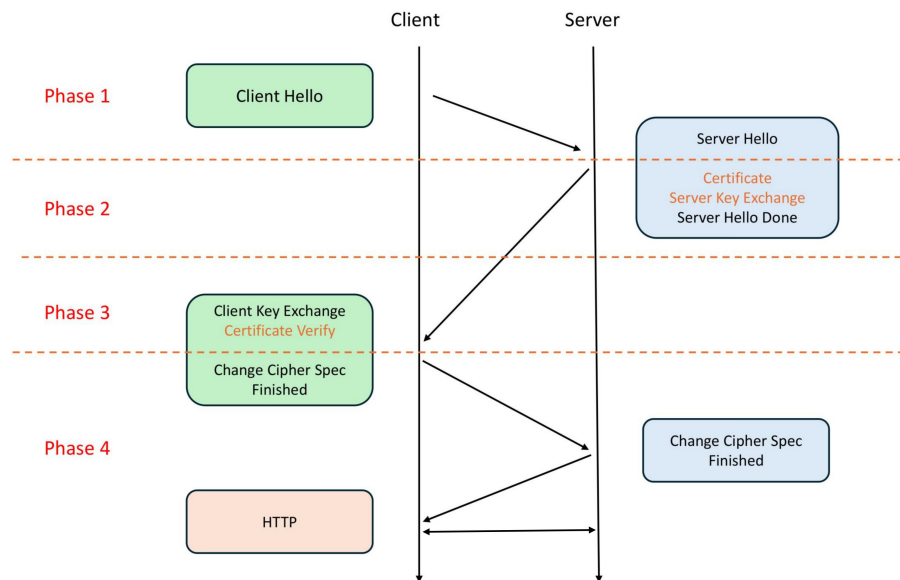 Client
Server
Phase 1
Client Hello
Server Hello
Phase 2
Certificate
Server Key Exchange
Server Hello Done
Phase 3
Client Key Exchange
Certificate Verify
Change Cipher Spec
Finished
Phase 4
Change Cipher Spec
Finished
HTTP